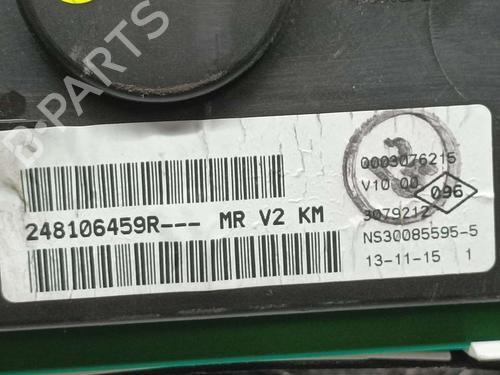 B-PARTS
248106459R--- MR V2 KM
0003076215
V10.00
096
3079212
NS30085595-5
13-11-15 1